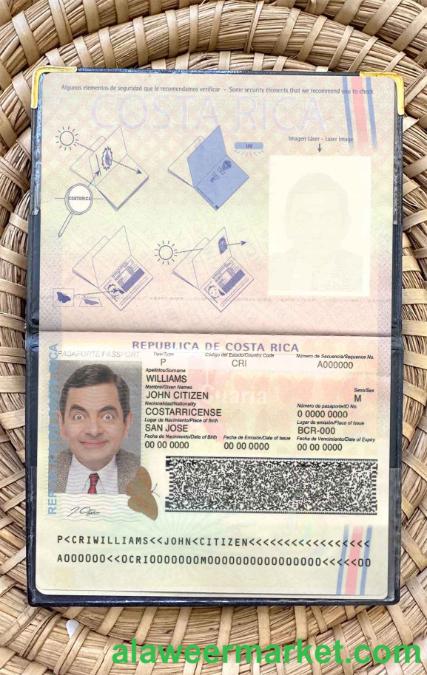 Algunos elementos de seguridad que le recomendamos verificar - Some security elements that we recommend you to check
COSTA RICA
Imagen Láser - Laser Image
UV
COSTA RICA
REPUBLICA DE COSTA RICA
PASAPORTE/PASSPORT
Tipo/Type Código del Estado/Country Code Número de Secuencia/Sequence No.
P CRI A000000
Apellidos/Surname
WILLIAMS
Nombre/Given Names Sexo/Sex
JOHN CITIZEN M
Nacionalidad/Nationality Número de pasaporte/ID No.
COSTARRICENSE 0 0000 0000
Lugar de Nacimiento/Place of Birth Lugar de emisión/Place of Issue
SAN JOSE BCR-000
Fecha de Nacimiento/Date of Birth Fecha de Emisión/Date of Issue Fecha de Vencimiento/Date of Expiry
00 00 0000 00 00 0000 00 00 0000
P<CRIWILLIAMS<<JOHN<CITIZEN<<<<<<<<<<<<<<<<<
A000000<<0CRI0000000M0000000000000000<<<<<00
alaweermarket.com